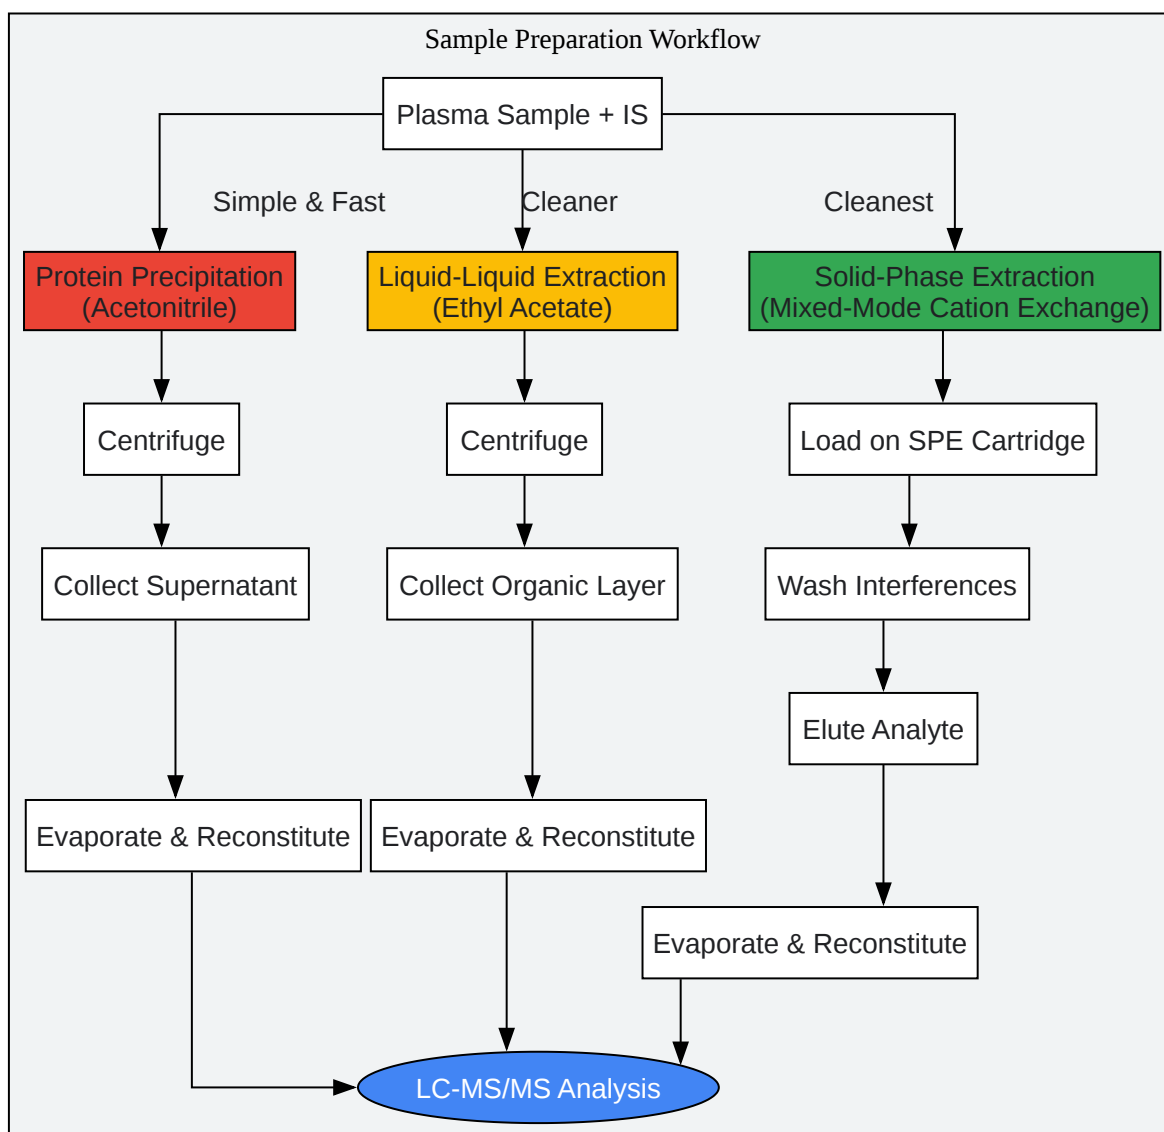 Sample Preparation Workflow
Plasma Sample + IS
Simple & Fast
Cleaner
Cleanest
Protein Precipitation
(Acetonitrile)
Liquid-Liquid Extraction
(Ethyl Acetate)
Solid-Phase Extraction
(Mixed-Mode Cation Exchange)
Centrifuge
Centrifuge
Load on SPE Cartridge
Collect Supernatant
Collect Organic Layer
Wash Interferences
Elute Analyte
Evaporate & Reconstitute
Evaporate & Reconstitute
Evaporate & Reconstitute
LC-MS/MS Analysis